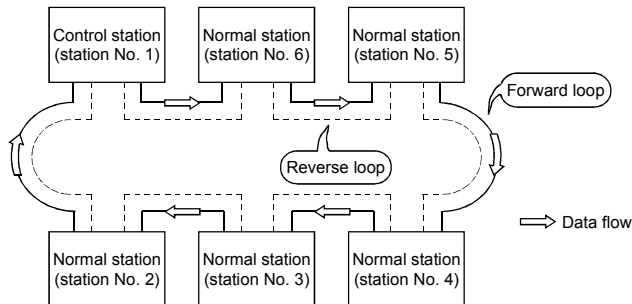 Control station
(station No. 1)
Normal station
(station No. 6)
Normal station
(station No. 5)
Forward loop
Reverse loop
Data flow
Normal station
(station No. 2)
Normal station
(station No. 3)
Normal station
(station No. 4)